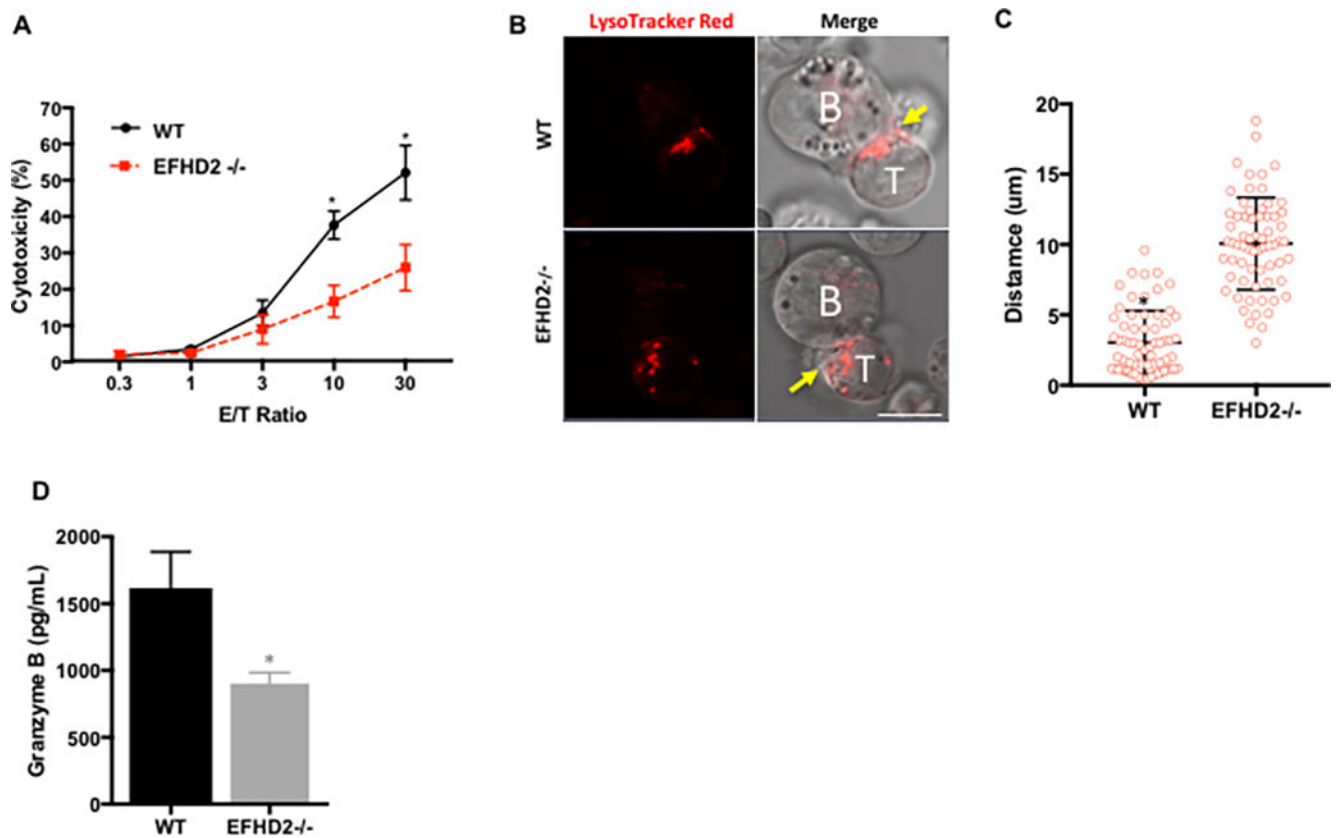 A
Cytotoxicity (%)
70
60
50
40
30
20
10
0
WT
EFHD2 -/-
*
*
0.3 1 3 10 30
E/T Ratio
B
LysoTracker Red Merge
WT
B
T
EFHD2-/-
B
T
C
Distamce (um)
20
15
10
5
0
*
WT EFHD2-/-
D
Granzyme B (pg/mL)
2000
1500
1000
500
0
*
WT EFHD2-/-